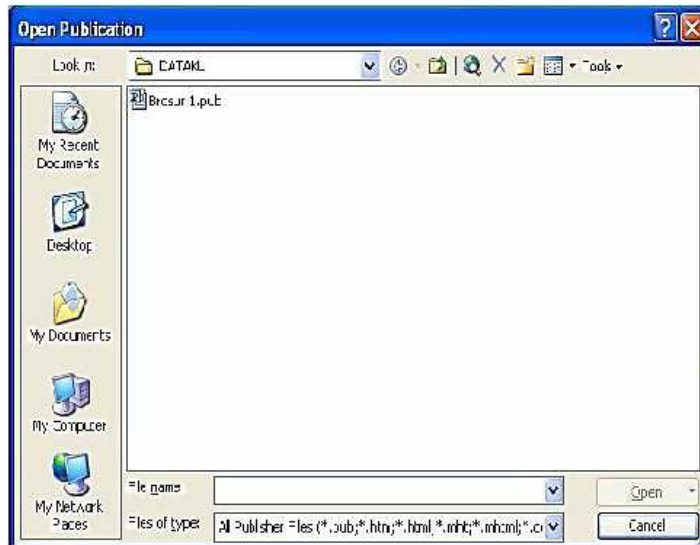 Open Publication
Look in:
DATAKU
Tools
Brosur 1.pub
My Recent
Documents
Desktop
My Documents
My Computer
My Network
Places
File name:
Open
Files of type:
All Publisher Files (*.pub;*.htm;*.html;*.mht;*.mhtml;*.c
Cancel